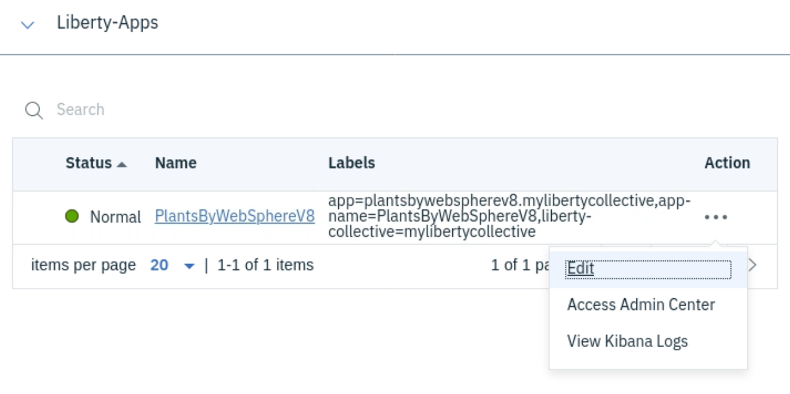 Liberty-Apps
Search
Status Name Labels Action
Normal PlantsByWebSphereV8 app=plantsbywebspherev8.mylibertycollective,app-
name=PlantsByWebSphereV8,liberty-
collective=mylibertycollective
items per page 20 | 1-1 of 1 items 1 of 1 pa
Edit
Access Admin Center
View Kibana Logs